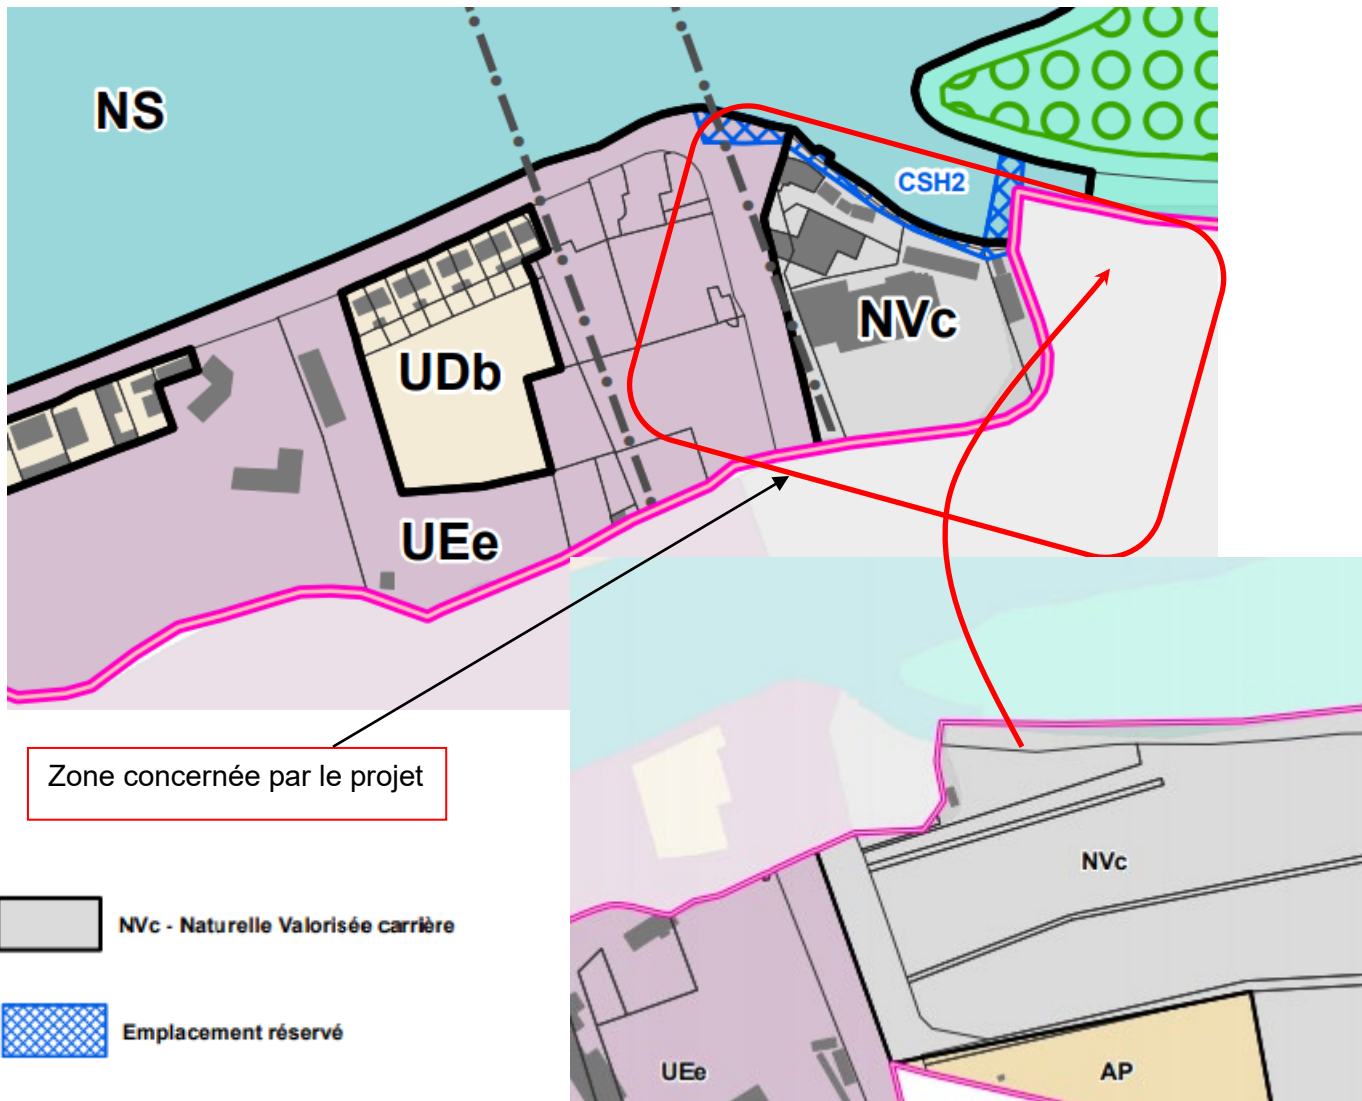 NS
CSH2
NVc
UDb
UEe
Zone concernée par le projet
NVc
NVc - Naturelle Valorisée carrière
Emplacement réservé
UEe
AP